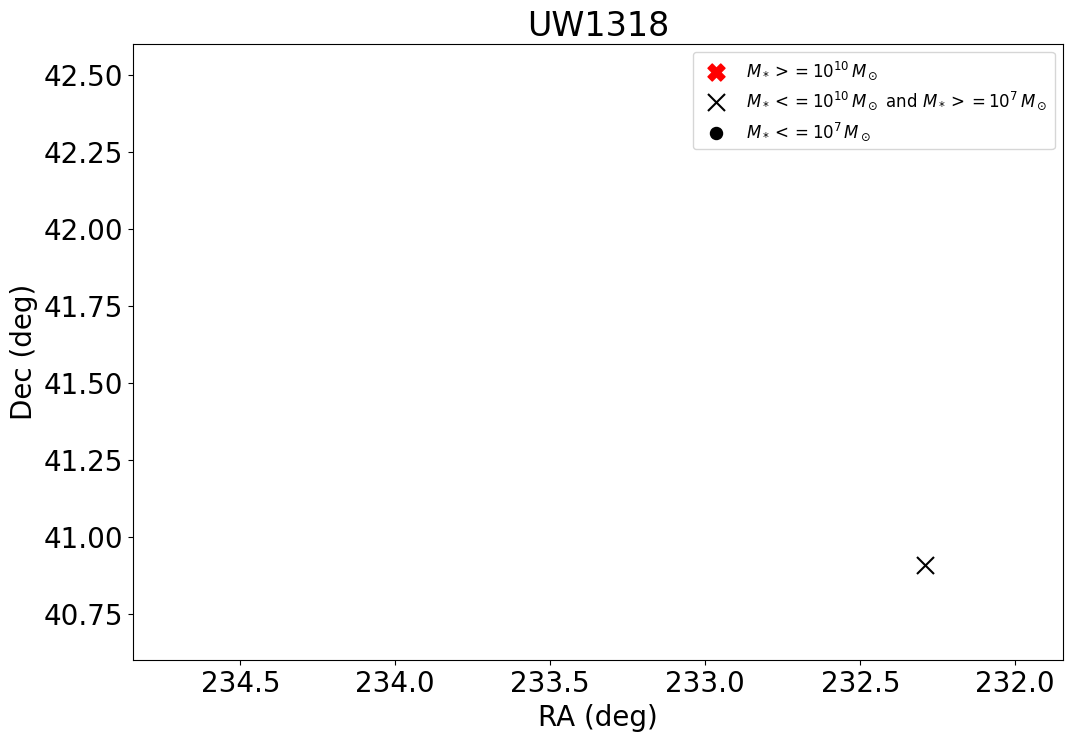 UW1318
M* >= 10^10 M⊙
M* <= 10^10 M⊙ and M* >= 10^7 M⊙
M* <= 10^7 M⊙
42.50
42.25
42.00
41.75
41.50
41.25
41.00
40.75
Dec (deg)
234.5 234.0 233.5 233.0 232.5 232.0
RA (deg)